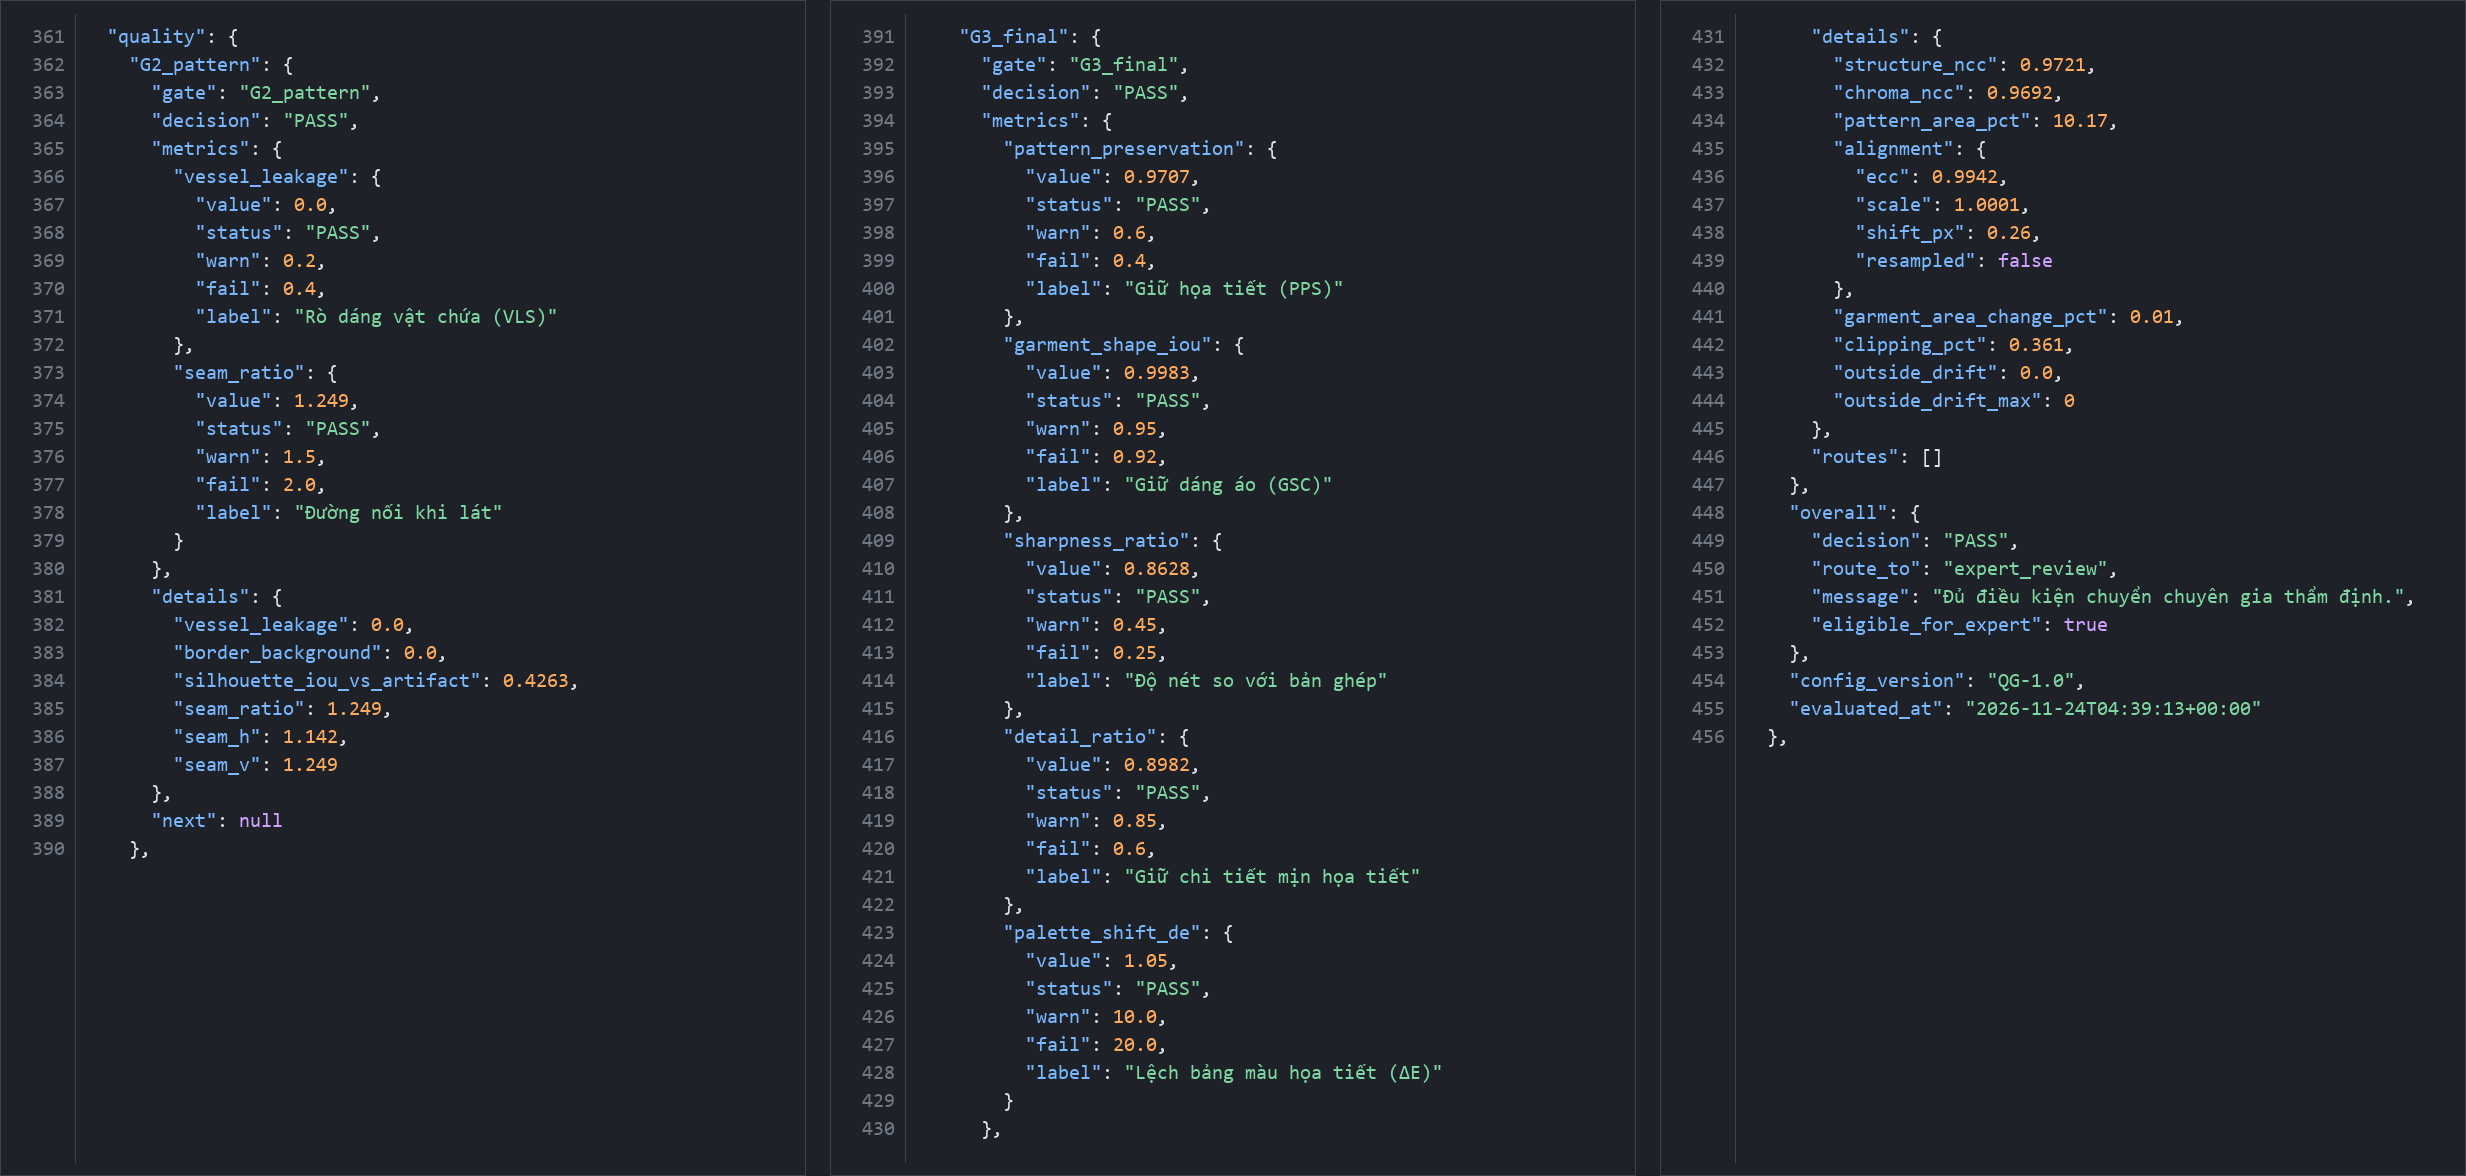 361 "quality": {
362 "G2_pattern": {
363 "gate": "G2_pattern",
364 "decision": "PASS",
365 "metrics": {
366 "vessel_leakage": {
367 "value": 0.0,
368 "status": "PASS",
369 "warn": 0.2,
370 "fail": 0.4,
371 "label": "Rò dáng vật chứa (VLS)"
372 },
373 "seam_ratio": {
374 "value": 1.249,
375 "status": "PASS",
376 "warn": 1.5,
377 "fail": 2.0,
378 "label": "Đường nối khi lát"
379 }
380 },
381 "details": {
382 "vessel_leakage": 0.0,
383 "border_background": 0.0,
384 "silhouette_iou_vs_artifact": 0.4263,
385 "seam_ratio": 1.249,
386 "seam_h": 1.142,
387 "seam_v": 1.249
388 },
389 "next": null
390 },
391 "G3_final": {
392 "gate": "G3_final",
393 "decision": "PASS",
394 "metrics": {
395 "pattern_preservation": {
396 "value": 0.9707,
397 "status": "PASS",
398 "warn": 0.6,
399 "fail": 0.4,
400 "label": "Giữ họa tiết (PPS)"
401 },
402 "garment_shape_iou": {
403 "value": 0.9983,
404 "status": "PASS",
405 "warn": 0.95,
406 "fail": 0.92,
407 "label": "Giữ dáng áo (GSC)"
408 },
409 "sharpness_ratio": {
410 "value": 0.8628,
411 "status": "PASS",
412 "warn": 0.45,
413 "fail": 0.25,
414 "label": "Độ nét so với bản ghép"
415 },
416 "detail_ratio": {
417 "value": 0.8982,
418 "status": "PASS",
419 "warn": 0.85,
420 "fail": 0.6,
421 "label": "Giữ chi tiết mịn họa tiết"
422 },
423 "palette_shift_de": {
424 "value": 1.05,
425 "status": "PASS",
426 "warn": 10.0,
427 "fail": 20.0,
428 "label": "Lệch bảng màu họa tiết (ΔE)"
429 }
430 },
431 "details": {
432 "structure_ncc": 0.9721,
433 "chroma_ncc": 0.9692,
434 "pattern_area_pct": 10.17,
435 "alignment": {
436 "ecc": 0.9942,
437 "scale": 1.0001,
438 "shift_px": 0.26,
439 "resampled": false
440 },
441 "garment_area_change_pct": 0.01,
442 "clipping_pct": 0.361,
443 "outside_drift": 0.0,
444 "outside_drift_max": 0
445 },
446 "routes": []
447 },
448 "overall": {
449 "decision": "PASS",
450 "route_to": "expert_review",
451 "message": "Đủ điều kiện chuyển chuyên gia thẩm định.",
452 "eligible_for_expert": true
453 },
454 "config_version": "QG-1.0",
455 "evaluated_at": "2026-11-24T04:39:13+00:00"
456 },